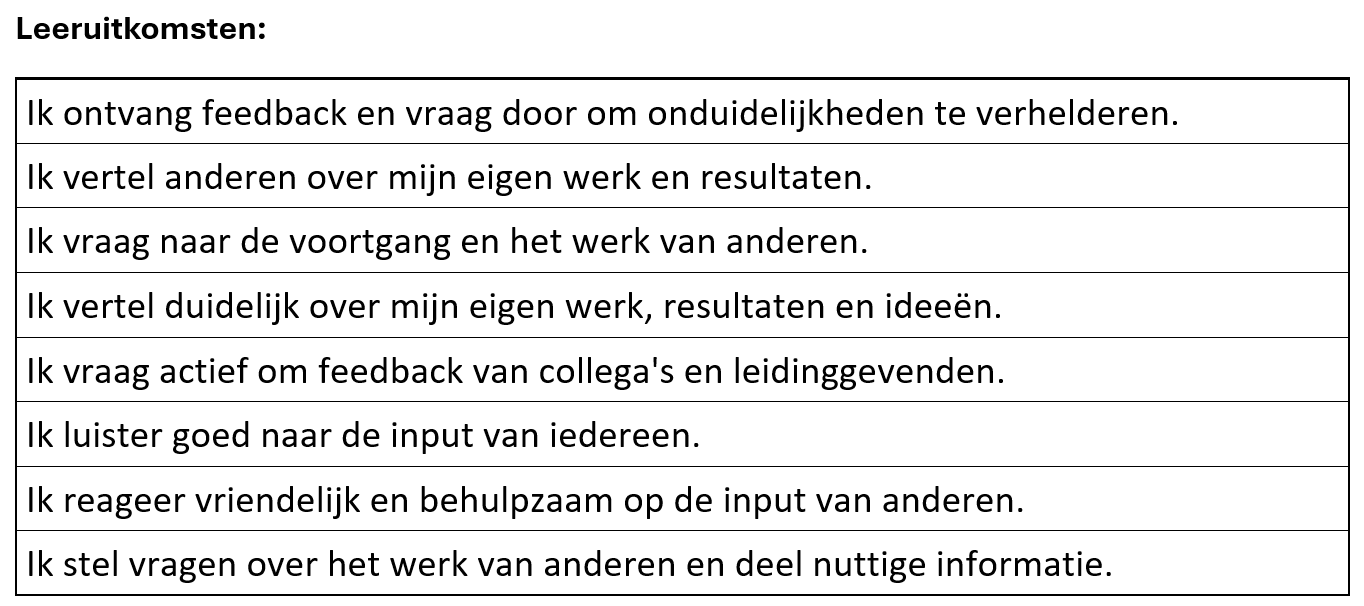 Leeruitkomsten:
Ik ontvang feedback en vraag door om onduidelijkheden te verhelderen.
Ik vertel anderen over mijn eigen werk en resultaten.
Ik vraag naar de voortgang en het werk van anderen.
Ik vertel duidelijk over mijn eigen werk, resultaten en ideeën.
Ik vraag actief om feedback van collega's en leidinggevenden.
Ik luister goed naar de input van iedereen.
Ik reageer vriendelijk en behulpzaam op de input van anderen.
Ik stel vragen over het werk van anderen en deel nuttige informatie.